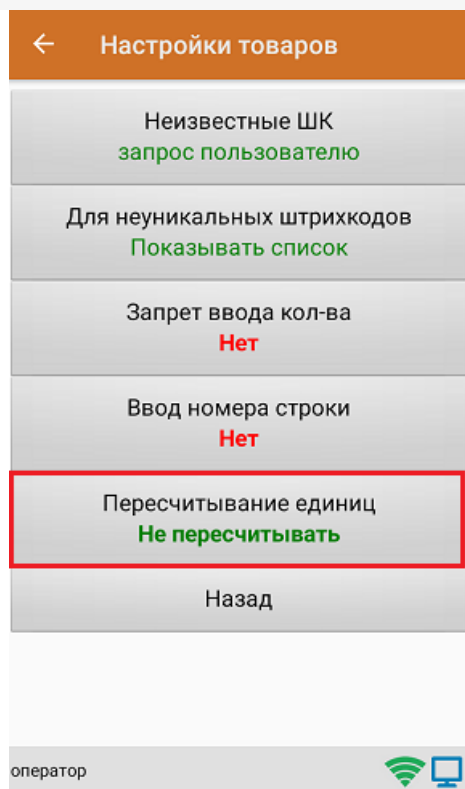 Настройки товаров
Неизвестные ШК
запрос пользователю
Для неуникальных штрихкодов
Показывать список
Запрет ввода кол-ва
Нет
Ввод номера строки
Нет
Пересчитывание единиц
Не пересчитывать
Назад
оператор